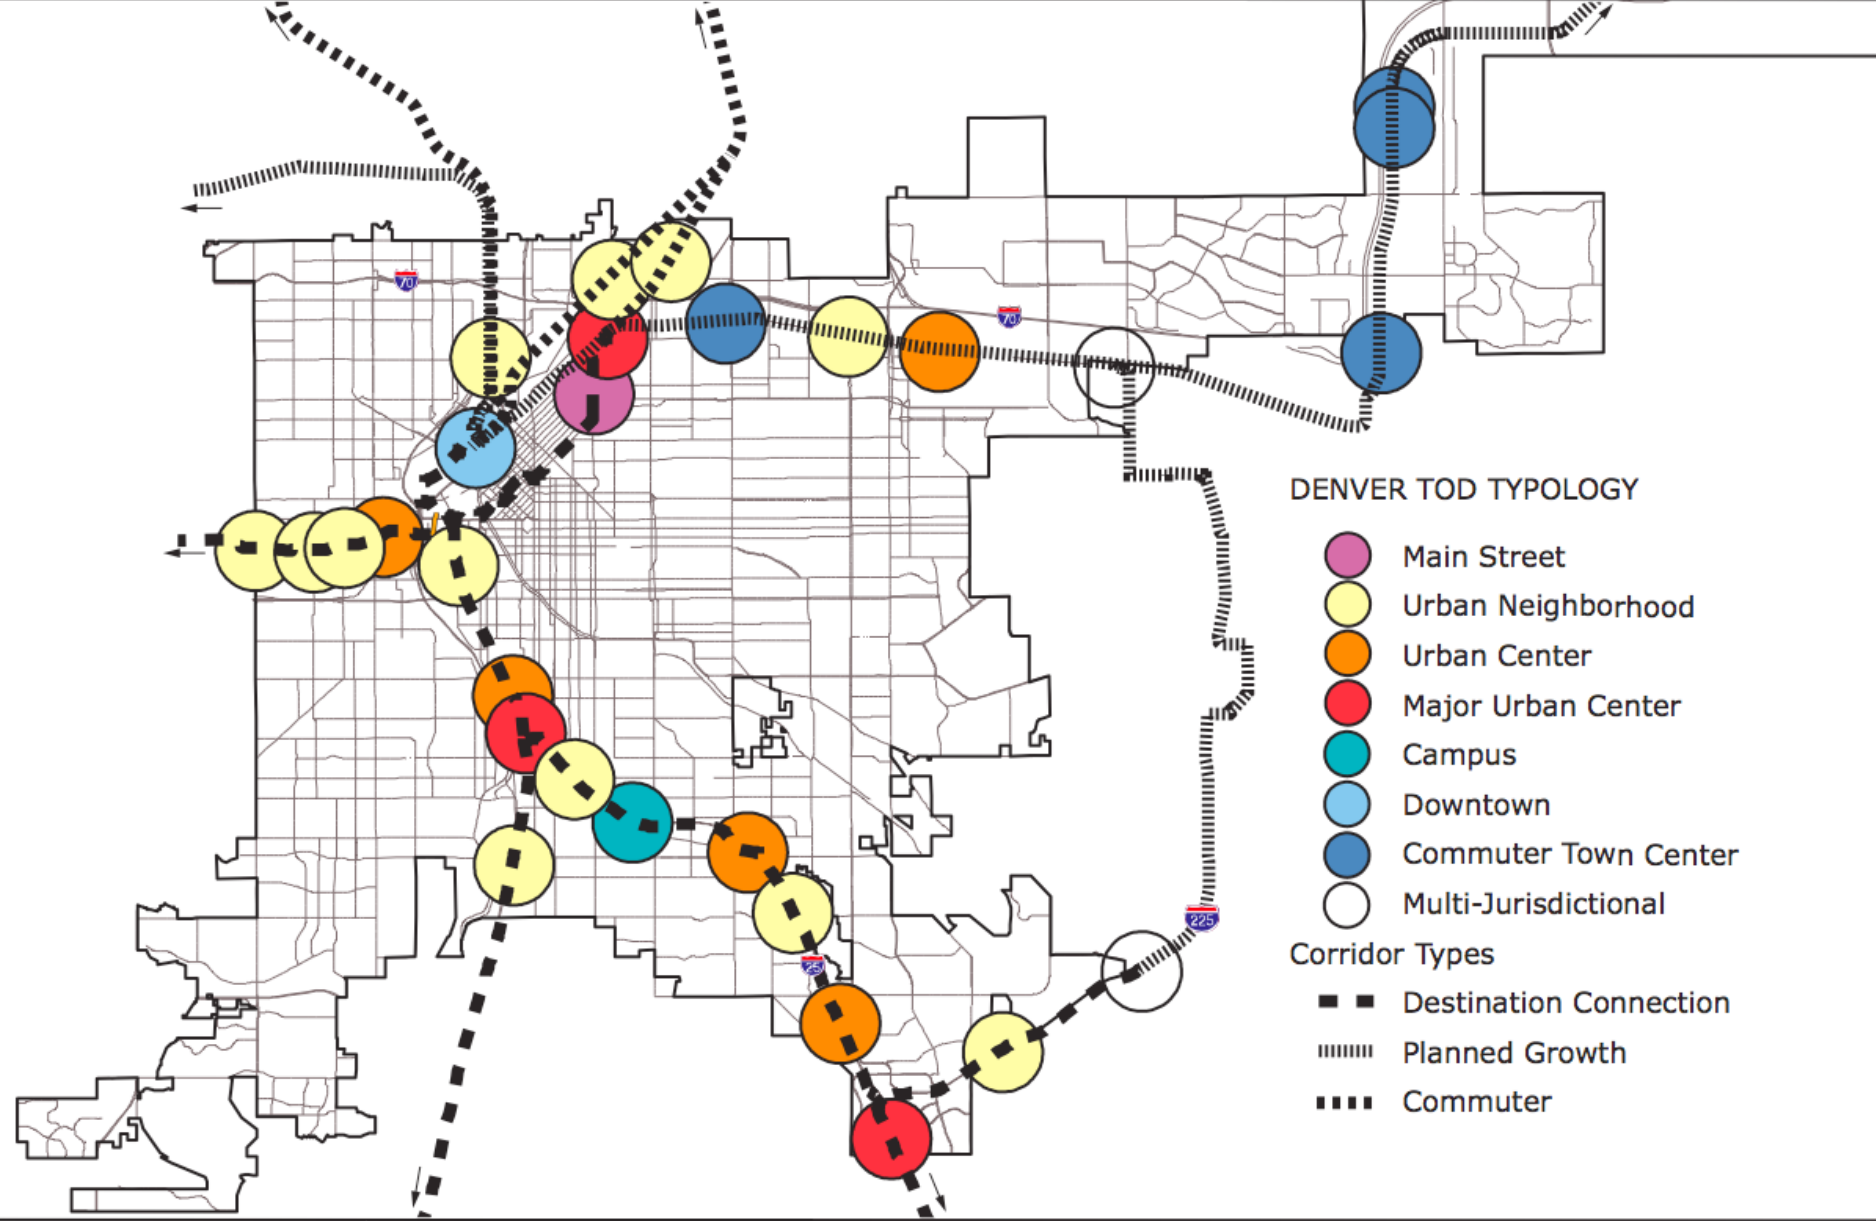 70
70
DENVER TOD TYPOLOGY
Main Street
Urban Neighborhood
Urban Center
Major Urban Center
Campus
Downtown
Commuter Town Center
Multi-Jurisdictional
225
Corridor Types
25
Destination Connection
Planned Growth
Commuter